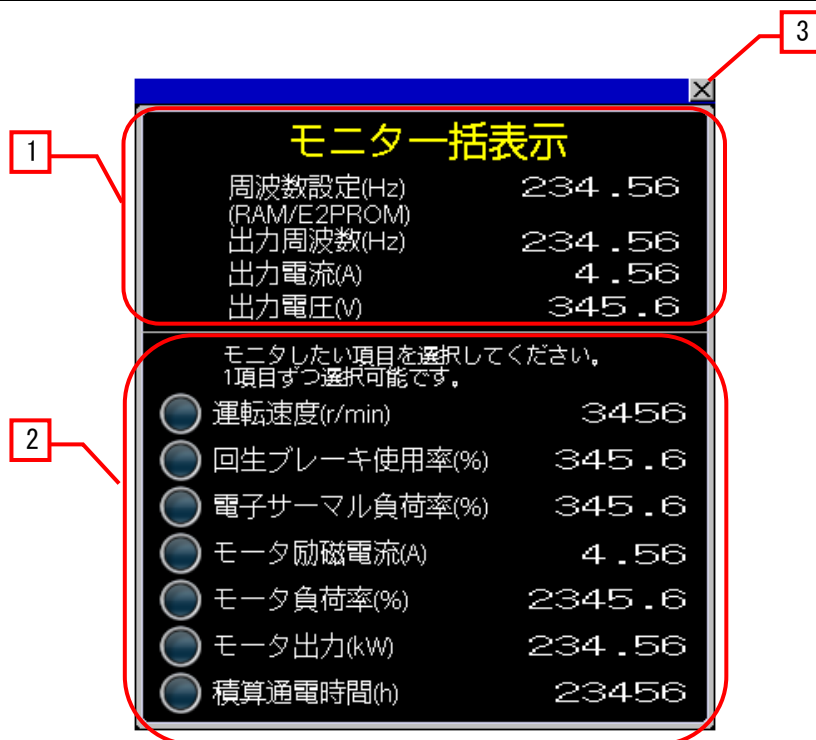 3
1
モニター括表示
周波数設定(Hz) 234.56
(RAM/E2PROM)
出力周波数(Hz) 234.56
出力電流(A) 4.56
出力電圧(V) 345.6
モニタしたい項目を選択してください。
1項目ずつ選択可能です。
2
運転速度(r/min) 3456
回生ブレーキ使用率(%) 345.6
電子サーマル負荷率(%) 345.6
モータ励磁電流(A) 4.56
モータ負荷率(%) 2345.6
モータ出力(kW) 234.56
積算通電時間(h) 23456